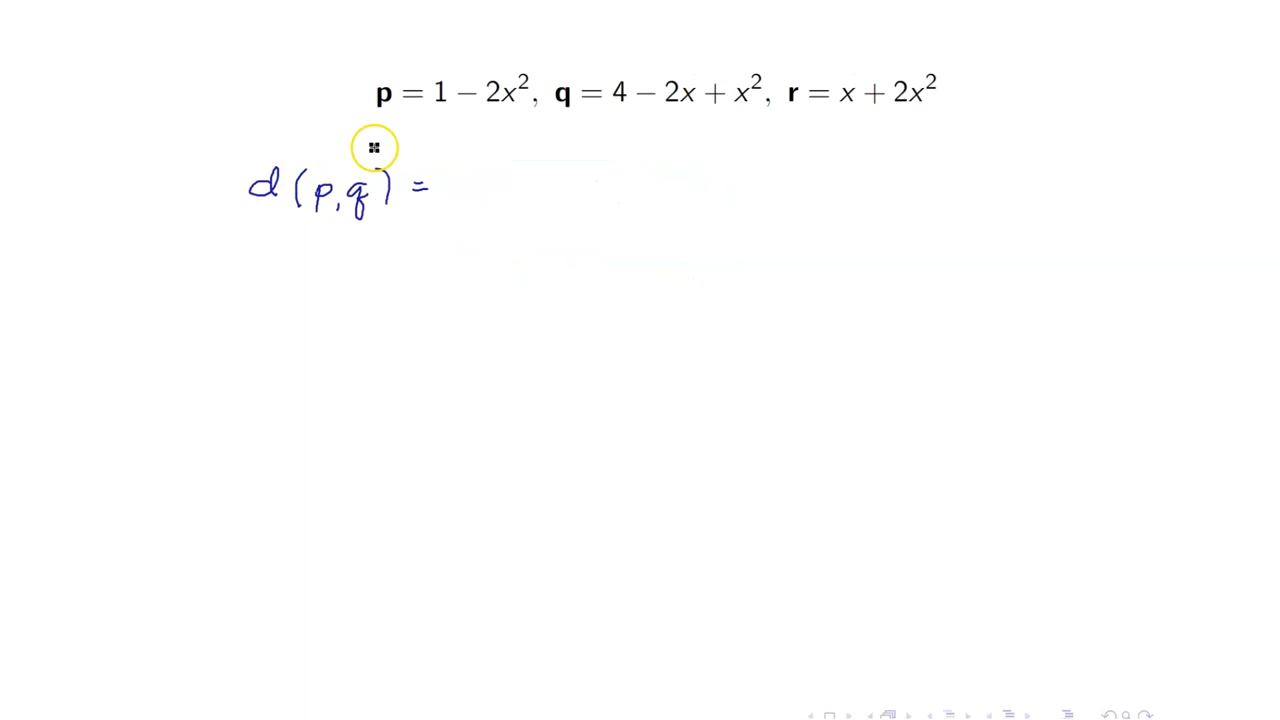 p = 1 − 2x², q = 4 − 2x + x², r = x + 2x²
d(p,q) =